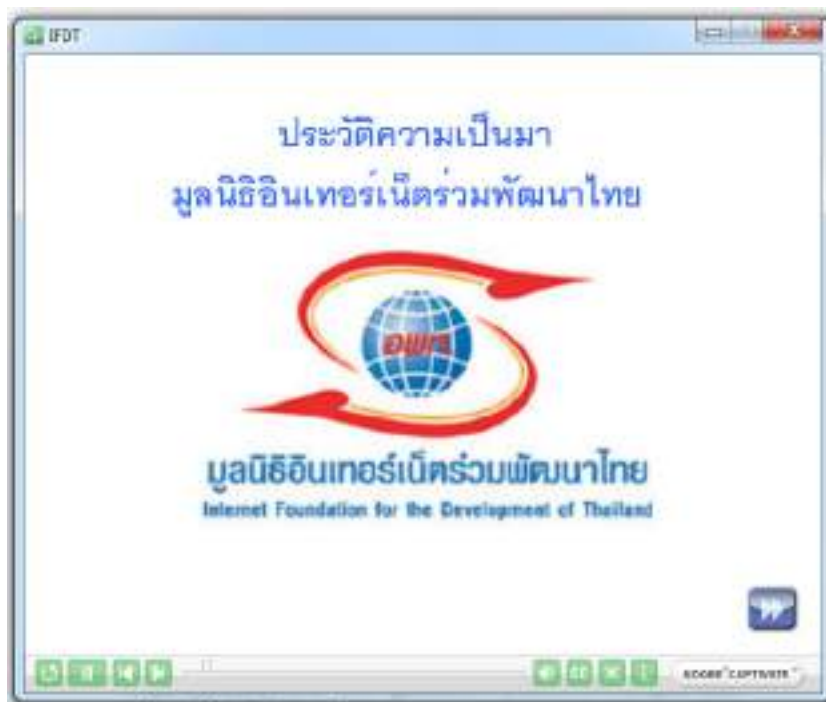 IFDT
ประวัติความเป็นมา
มูลนิธิอินเทอร์เน็ตร่วมพัฒนาไทย
มูลนิธิอินเทอร์เน็ตร่วมพัฒนาไทย
Internet Foundation for the Development of Thailand
ADOBE CAPTIVATE